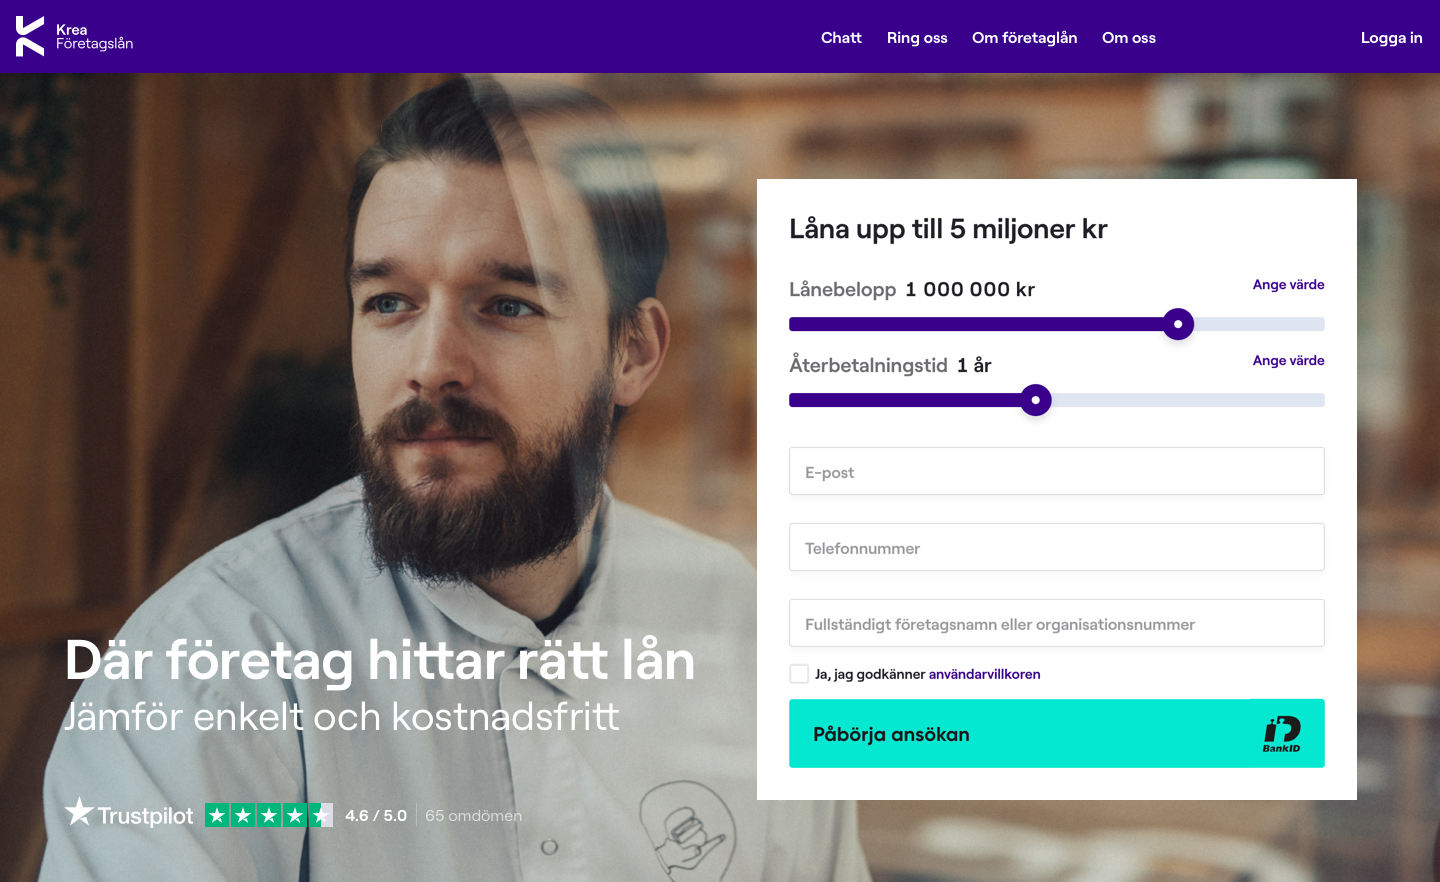 Krea
Företagslån
Chatt
Ring oss
Om företaglån
Om oss
Logga in
Låna upp till 5 miljoner kr
Lånebelopp 1 000 000 kr
Ange värde
Återbetalningstid 1 år
Ange värde
E-post
Telefonnummer
Fullständigt företagsnamn eller organisationsnummer
Ja, jag godkänner användarvillkoren
Påbörja ansökan
BankID
Där företag hittar rätt lån
Jämför enkelt och kostnadsfritt
Trustpilot
4.6 / 5.0
65 omdömen